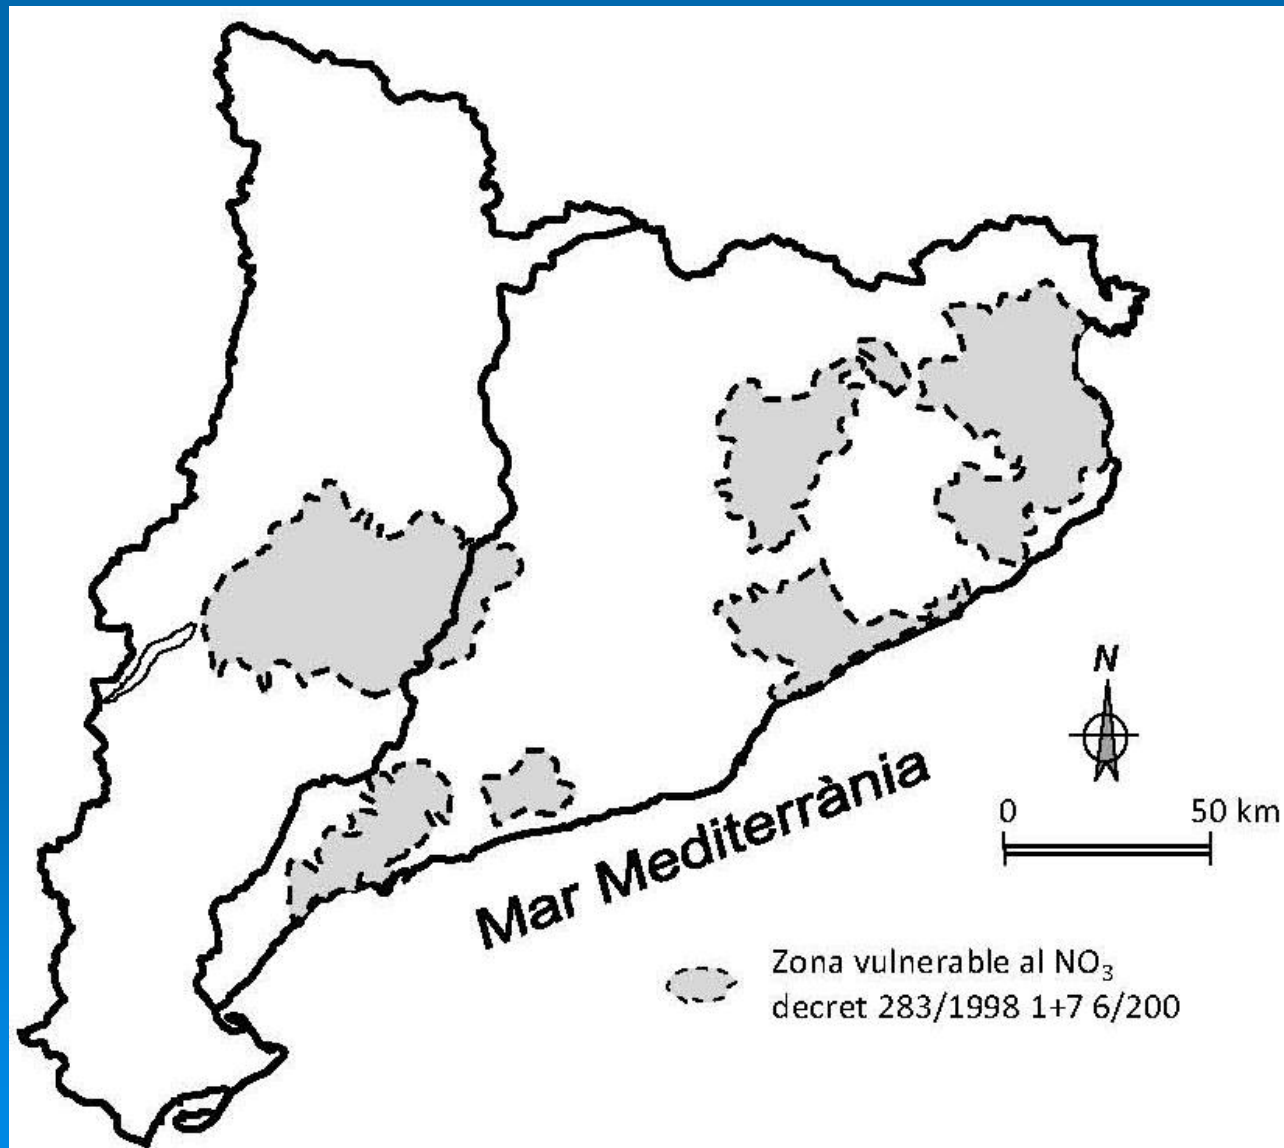 N
0 50 km
Mar Mediterrània
Zona vulnerable al NO₃
decret 283/1998 1+7 6/200